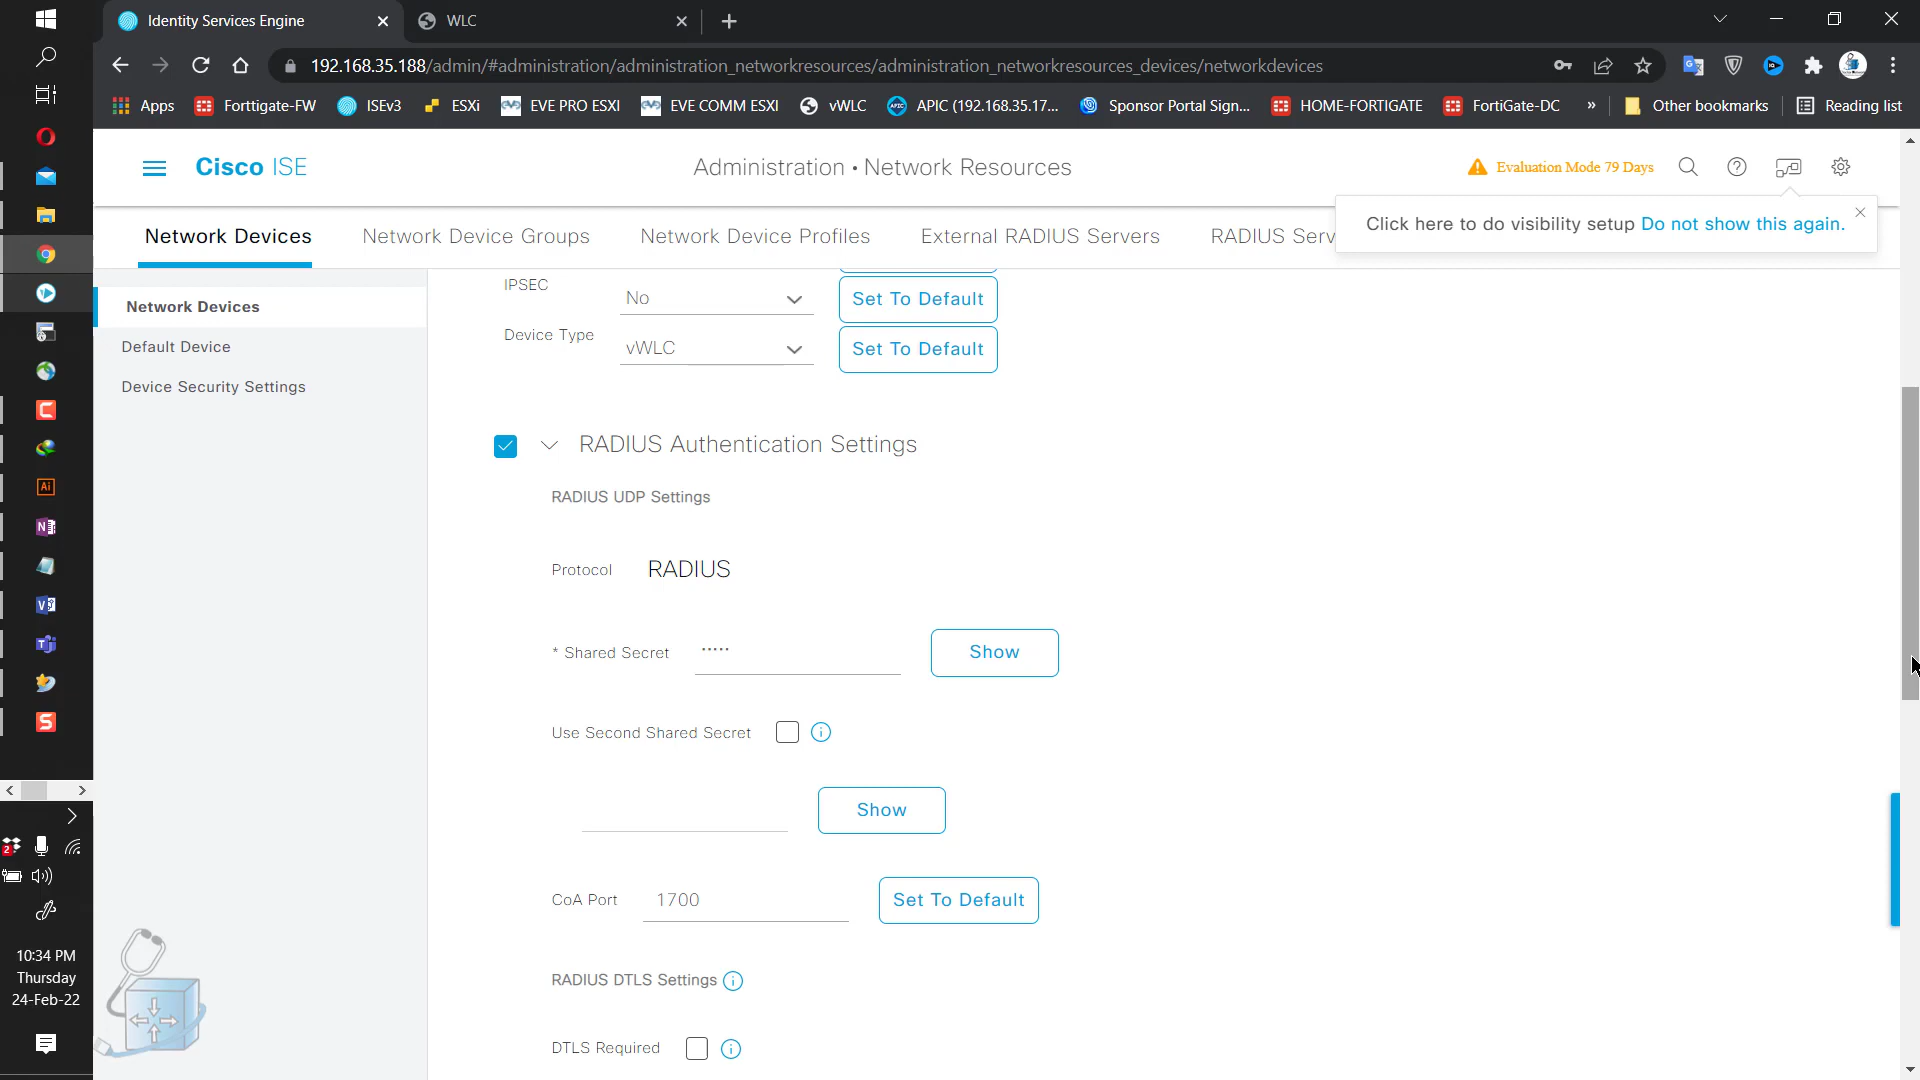 Identity Services Engine
WLC
192.168.35.188/admin/#administration/administration_networkresources/administration_networkresources_devices/networkdevices
Apps
Forttigate-FW
ISEv3
ESXi
EVE PRO ESXI
EVE COMM ESXI
vWLC
APIC (192.168.35.17...
Sponsor Portal Sign...
HOME-FORTIGATE
FortiGate-DC
»
Other bookmarks
Reading list
Cisco ISE
Administration • Network Resources
Evaluation Mode 79 Days
Click here to do visibility setup Do not show this again.
Network Devices
Network Device Groups
Network Device Profiles
External RADIUS Servers
RADIUS Serv
Network Devices
Default Device
Device Security Settings
IPSEC
No
Set To Default
Device Type
vWLC
Set To Default
RADIUS Authentication Settings
RADIUS UDP Settings
Protocol
RADIUS
* Shared Secret
.....
Show
Use Second Shared Secret
Show
CoA Port
1700
Set To Default
RADIUS DTLS Settings
DTLS Required
10:34 PM
Thursday
24-Feb-22